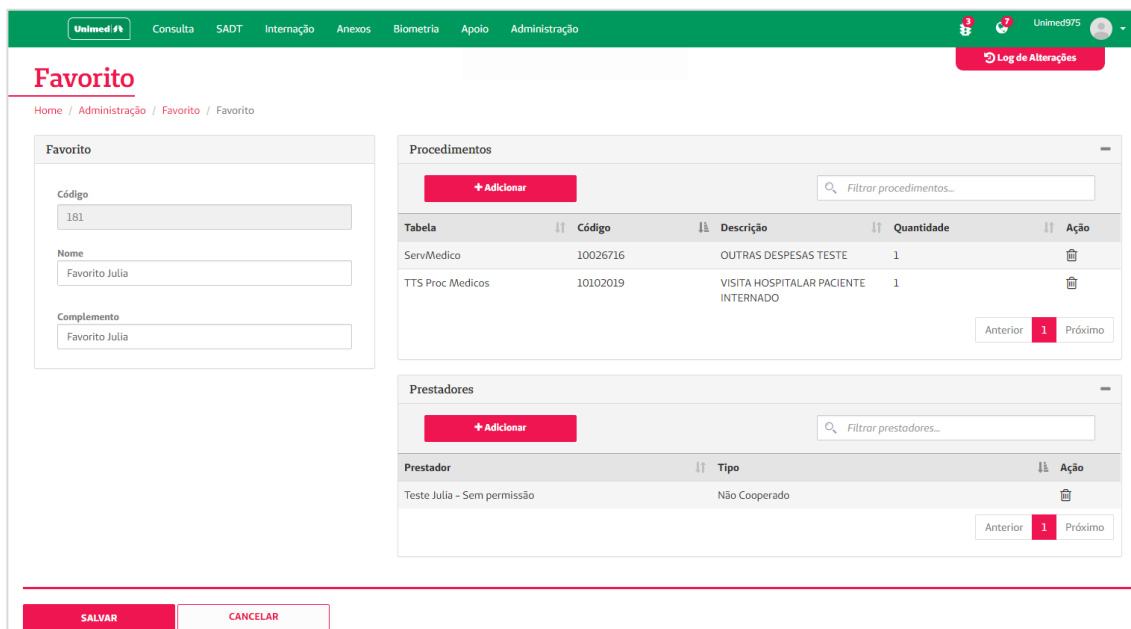 Unimed ft Consulta SADT Internação Anexos Biometria Apoio Administração 3 7 Unimed975
Log de Alterações
Favorito
Home / Administração / Favorito / Favorito
Favorito
Código
181
Nome
Favorito Julia
Complemento
Favorito Julia
Procedimentos
+ Adicionar Filtrar procedimentos...
Tabela Código Descrição Quantidade Ação
ServMedico 10026716 OUTRAS DESPESAS TESTE 1
TTS Proc Medicos 10102019 VISITA HOSPITALAR PACIENTE 1
INTERNADO
Anterior 1 Próximo
Prestadores
+ Adicionar Filtrar prestadores...
Prestador Tipo Ação
Teste Julia - Sem permissão Não Cooperado
Anterior 1 Próximo
SALVAR CANCELAR